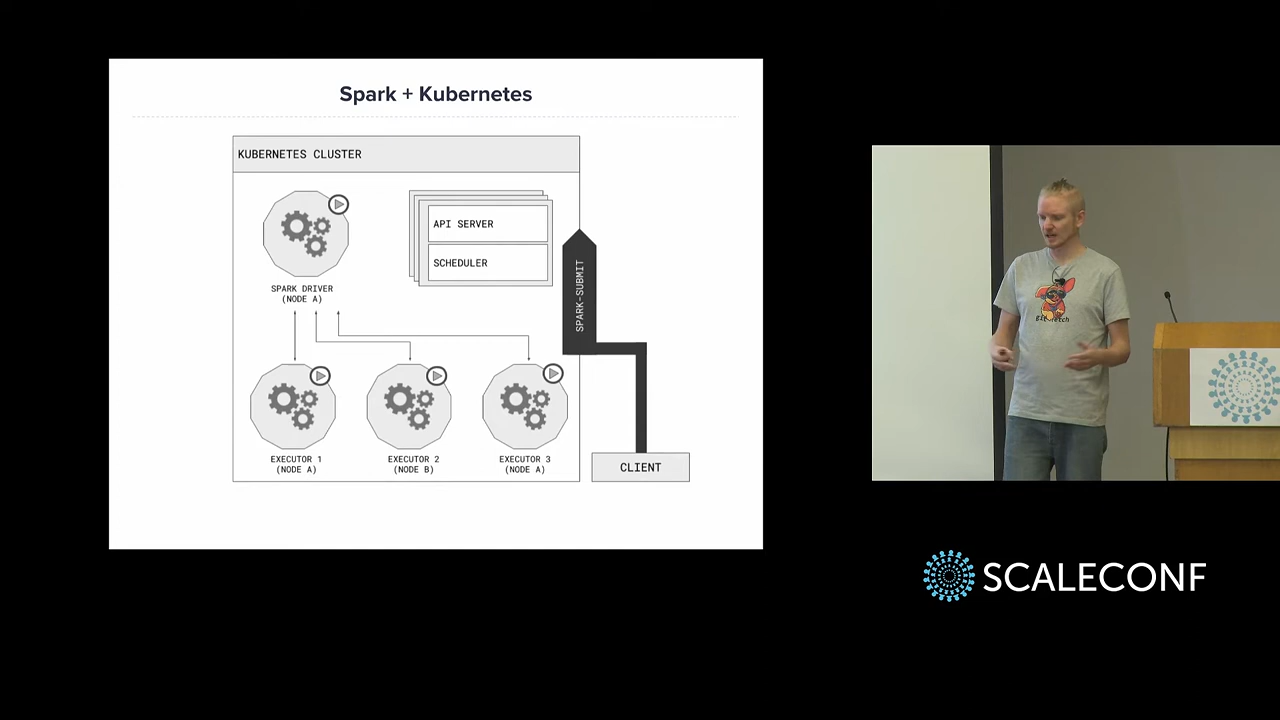 Spark + Kubernetes
KUBERNETES CLUSTER
API SERVER
SCHEDULER
SPARK DRIVER
(NODE A)
SPARK-SUBMIT
EXECUTOR 1
(NODE A)
EXECUTOR 2
(NODE B)
EXECUTOR 3
(NODE A)
CLIENT
SCALECONF